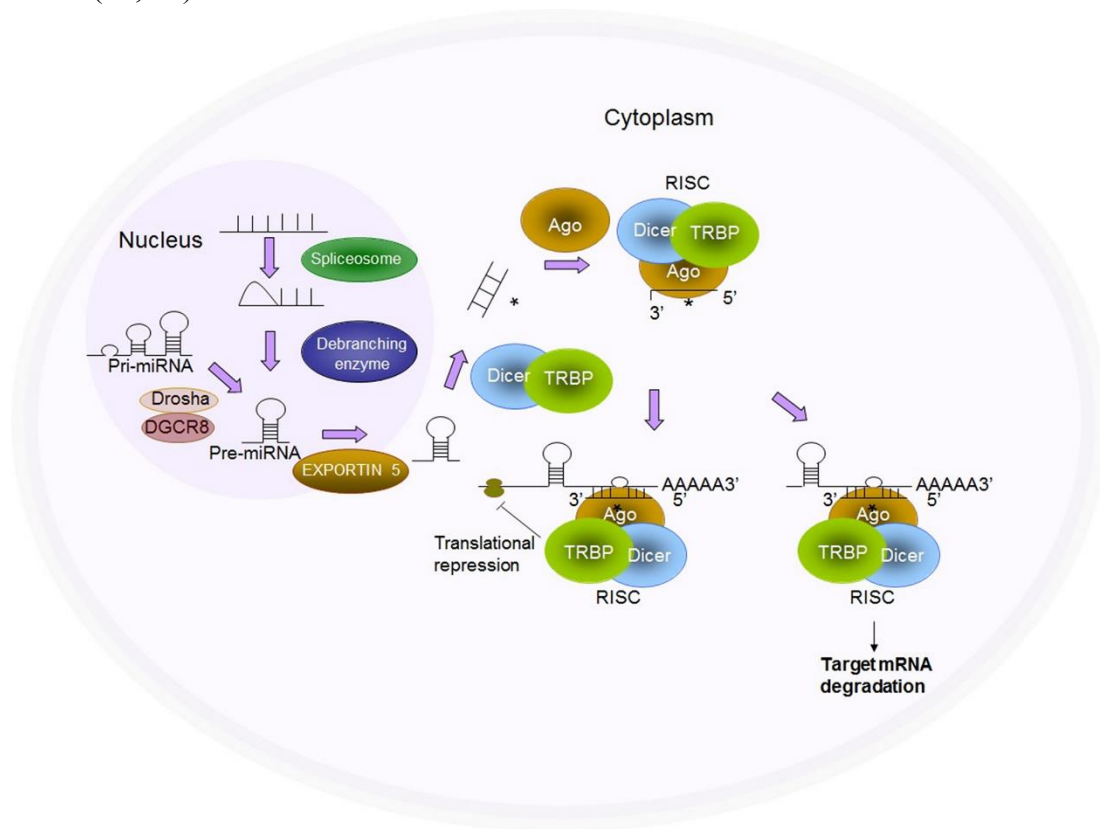 Cytoplasm
Nucleus
Spliceosome
Debranching
enzyme
Pri-miRNA
Drosha
DGCR8
Pre-miRNA
EXPORTIN 5
*
Dicer
TRBP
Ago
RISC
Dicer
TRBP
Ago
3’
*
5’
AAAAA3’
3’
5’
*
Ago
TRBP
Dicer
RISC
Translational
repression
AAAAA3’
3’
5’
*
Ago
TRBP
Dicer
RISC
Target mRNA
degradation